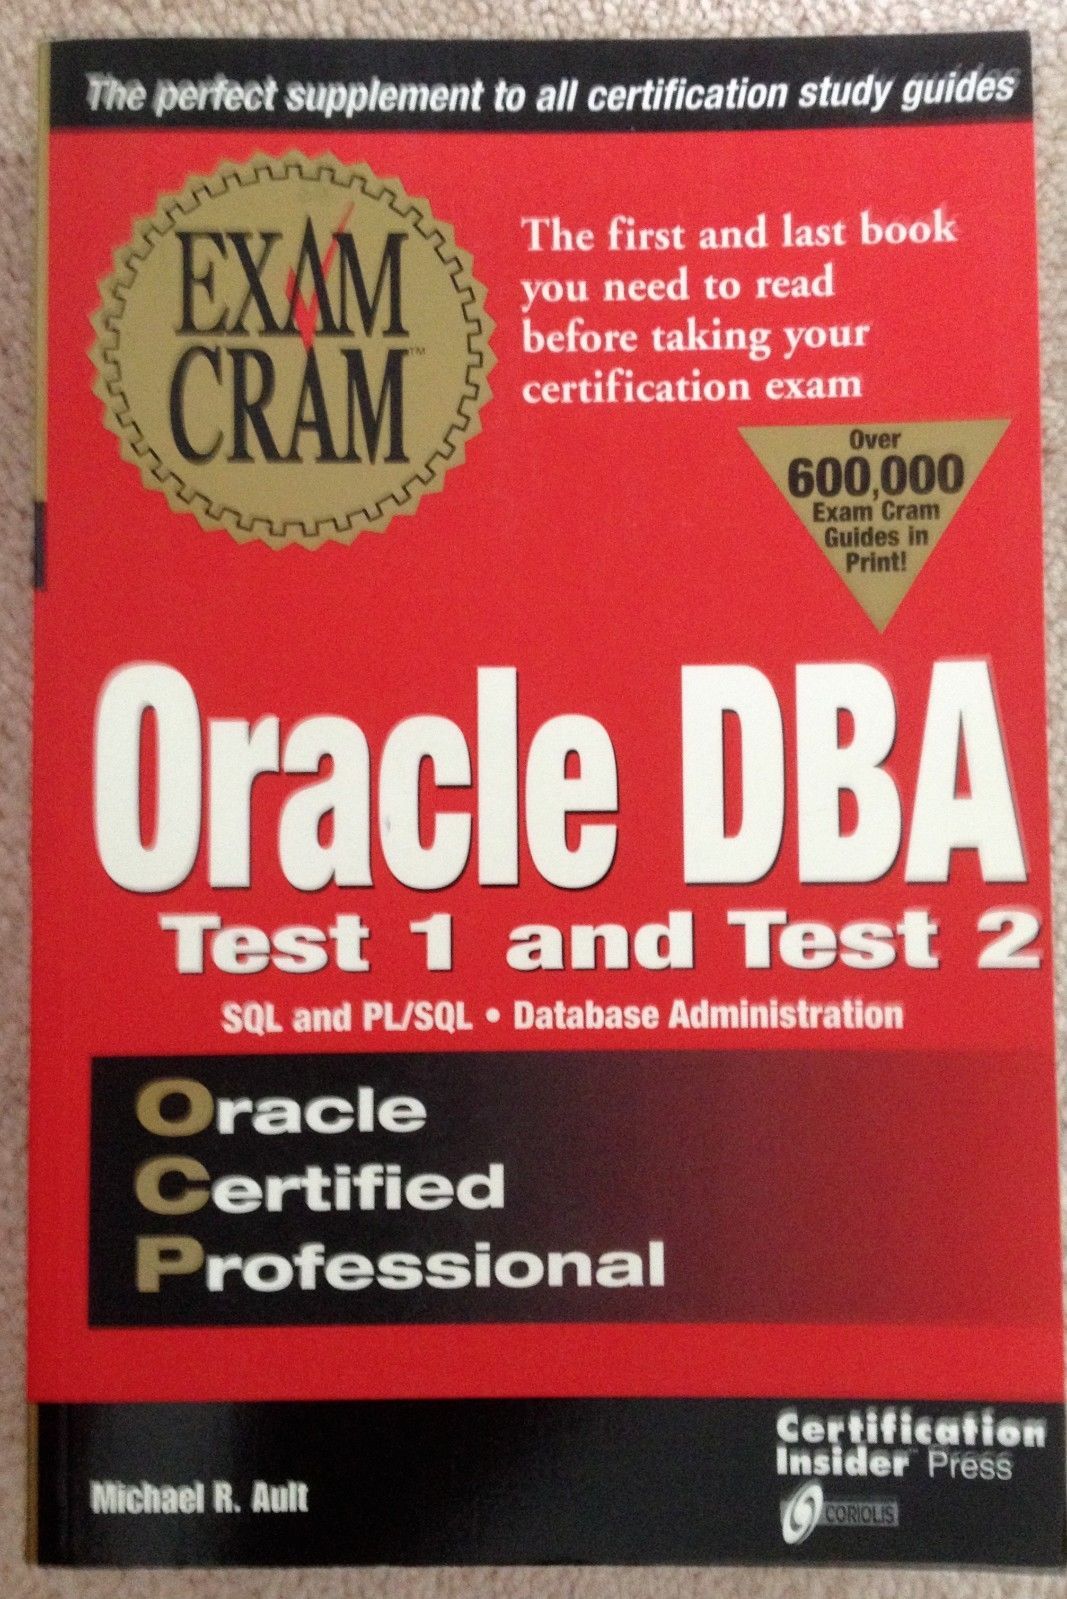 The perfect supplement to all certification study guides
EXAM
CRAM™
The first and last book
you need to read
before taking your
certification exam
Over
600,000
Exam Cram
Guides in
Print!
Oracle DBA
Test 1 and Test 2
SQL and PL/SQL • Database Administration
Oracle
Certified
Professional
Michael R. Ault
Certification
Insider™ Press
CORIOLIS